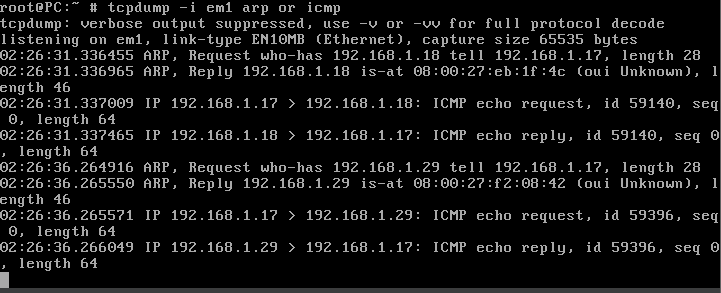 root@PC:~ # tcpdump -i em1 arp or icmp
tcpdump: verbose output suppressed, use -v or -vv for full protocol decode
listening on em1, link-type EN10MB (Ethernet), capture size 65535 bytes
02:26:31.336455 ARP, Request who-has 192.168.1.18 tell 192.168.1.17, length 28
02:26:31.336965 ARP, Reply 192.168.1.18 is-at 08:00:27:eb:1f:4c (oui Unknown), l
ength 46
02:26:31.337009 IP 192.168.1.17 > 192.168.1.18: ICMP echo request, id 59140, seq
 0, length 64
02:26:31.337465 IP 192.168.1.18 > 192.168.1.17: ICMP echo reply, id 59140, seq 0
, length 64
02:26:36.264916 ARP, Request who-has 192.168.1.29 tell 192.168.1.17, length 28
02:26:36.265550 ARP, Reply 192.168.1.29 is-at 08:00:27:f2:08:42 (oui Unknown), l
ength 46
02:26:36.265571 IP 192.168.1.17 > 192.168.1.29: ICMP echo request, id 59396, seq
 0, length 64
02:26:36.266049 IP 192.168.1.29 > 192.168.1.17: ICMP echo reply, id 59396, seq 0
, length 64